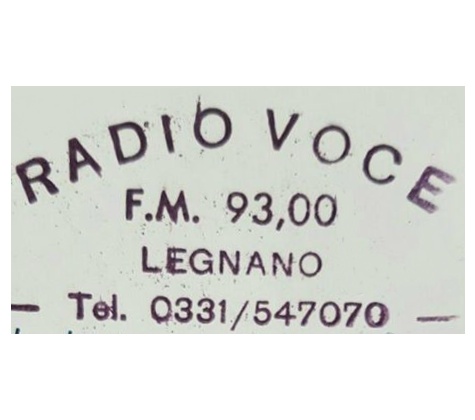 RADIO VOCE
F.M. 93,00
LEGNANO
— Tel. 0331/547070 —